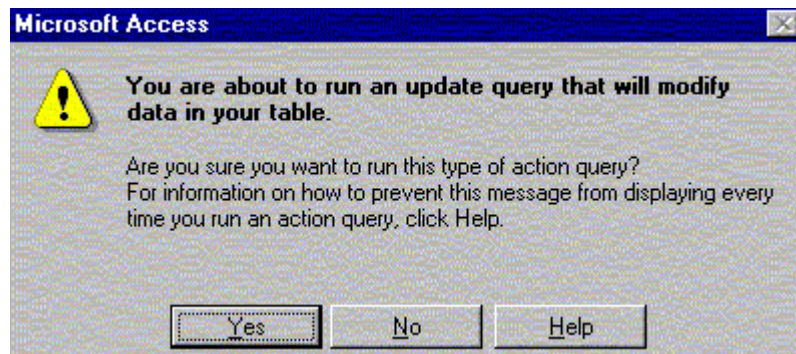 Microsoft Access
You are about to run an update query that will modify
data in your table.
Are you sure you want to run this type of action query?
For information on how to prevent this message from displaying every
time you run an action query, click Help.
Yes No Help